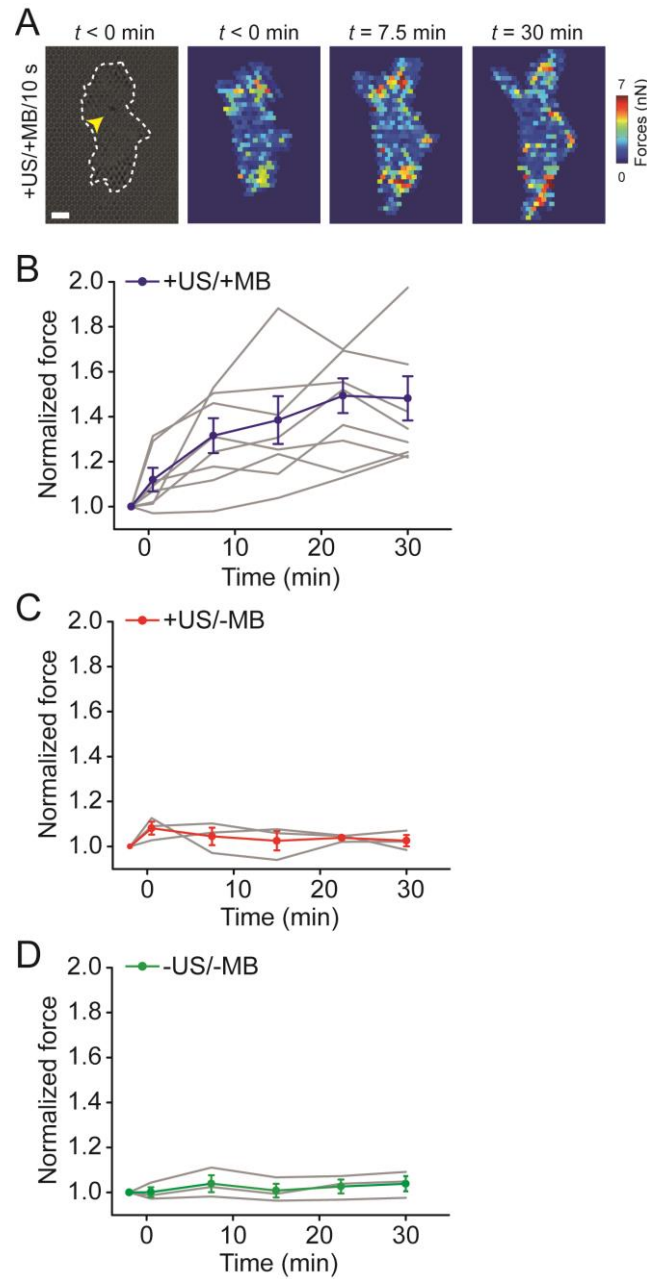 A
t < 0 min t < 0 min t = 7.5 min t = 30 min
+US/+MB/10 s
7
0
Forces (nN)
B
+US/+MB
2.0
1.8
1.6
1.4
1.2
1.0
Normalized force
0 10 20 30
Time (min)
C
+US/-MB
2.0
1.8
1.6
1.4
1.2
1.0
Normalized force
0 10 20 30
Time (min)
D
-US/-MB
2.0
1.8
1.6
1.4
1.2
1.0
Normalized force
0 10 20 30
Time (min)